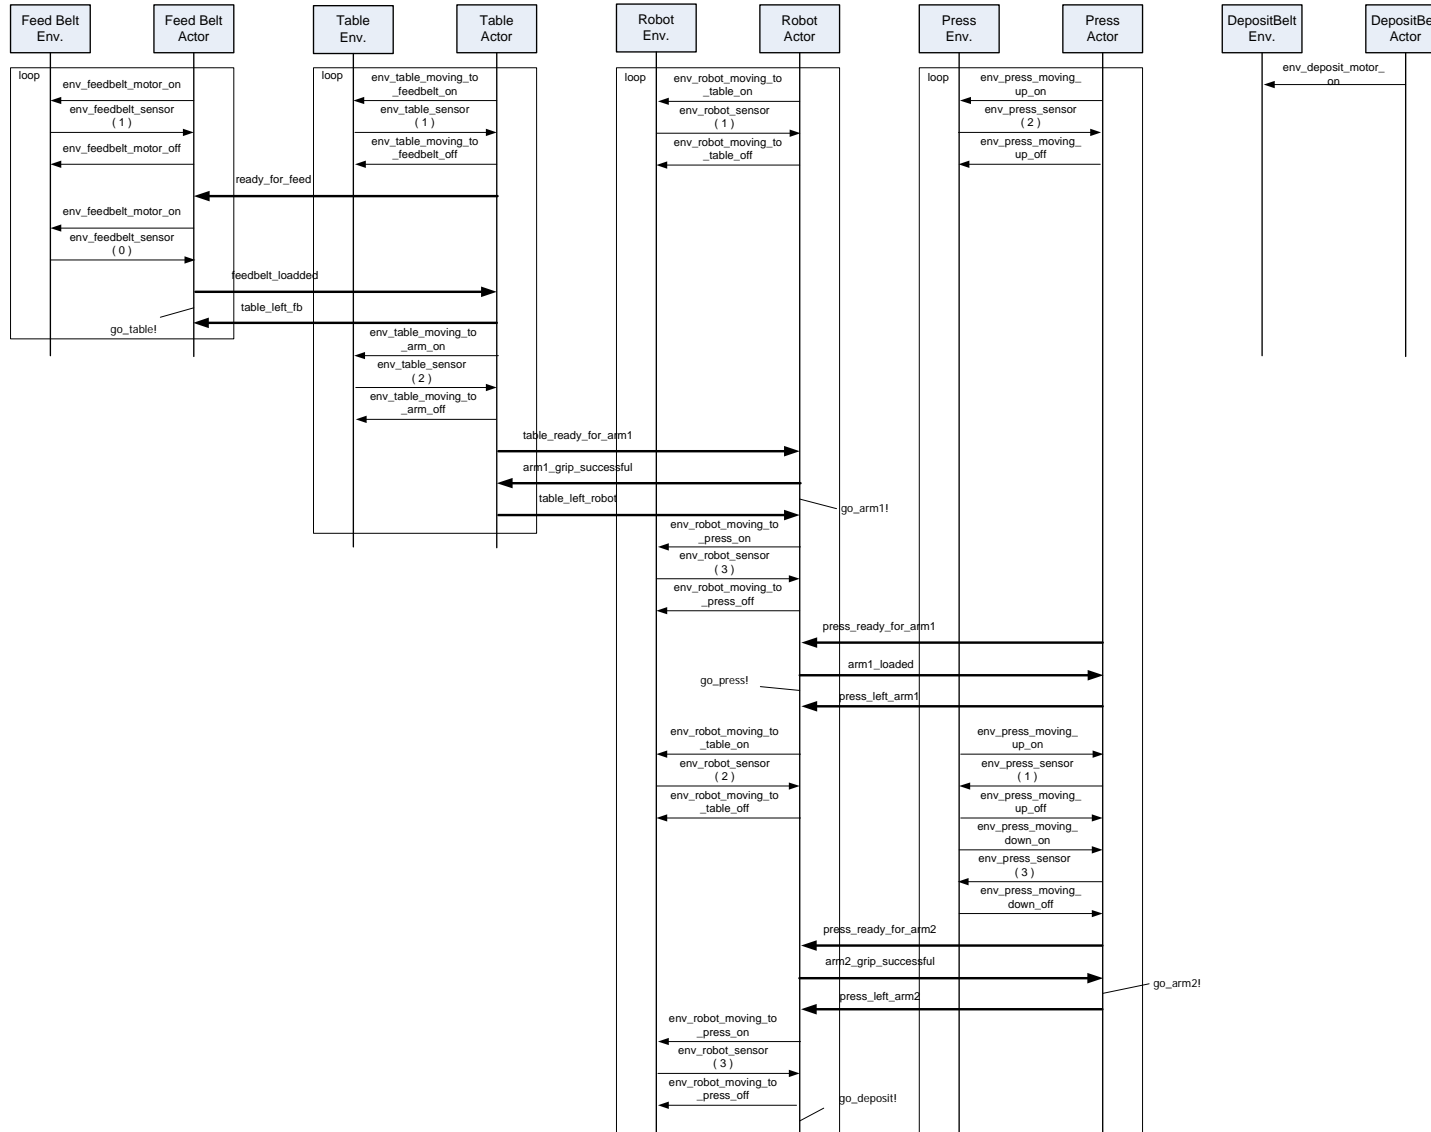 Feed Belt
Env.
Feed Belt
Actor
Table
Env.
Table
Actor
Robot
Env.
Robot
Actor
Press
Env.
Press
Actor
DepositBelt
Env.
DepositBe
Actor
loop
env_feedbelt_motor_on
env_feedbelt_sensor
( 1 )
env_feedbelt_motor_off
ready_for_feed
env_feedbelt_motor_on
env_feedbelt_sensor
( 0 )
feedbelt_loadded
table_left_fb
go_table!
loop
env_table_moving_to
_feedbelt_on
env_table_sensor
( 1 )
env_table_moving_to
_feedbelt_off
env_table_moving_to
_arm_on
env_table_sensor
( 2 )
env_table_moving_to
_arm_off
table_ready_for_arm1
arm1_grip_successful
table_left_robot
go_arm1!
loop
env_robot_moving_to
_table_on
env_robot_sensor
( 1 )
env_robot_moving_to
_table_off
env_robot_moving_to
_press_on
env_robot_sensor
( 3 )
env_robot_moving_to
_press_off
press_ready_for_arm1
arm1_loaded
go_press!
press_left_arm1
env_robot_moving_to
_table_on
env_robot_sensor
( 2 )
env_robot_moving_to
_table_off
loop
env_press_moving_
up_on
env_press_sensor
( 2 )
env_press_moving_
up_off
env_press_moving_
up_on
env_press_sensor
( 1 )
env_press_moving_
up_off
env_press_moving_
down_on
env_press_sensor
( 3 )
env_press_moving_
down_off
press_ready_for_arm2
arm2_grip_successful
go_arm2!
press_left_arm2
env_robot_moving_to
_press_on
env_robot_sensor
( 3 )
env_robot_moving_to
_press_off
go_deposit!
env_deposit_motor_
on